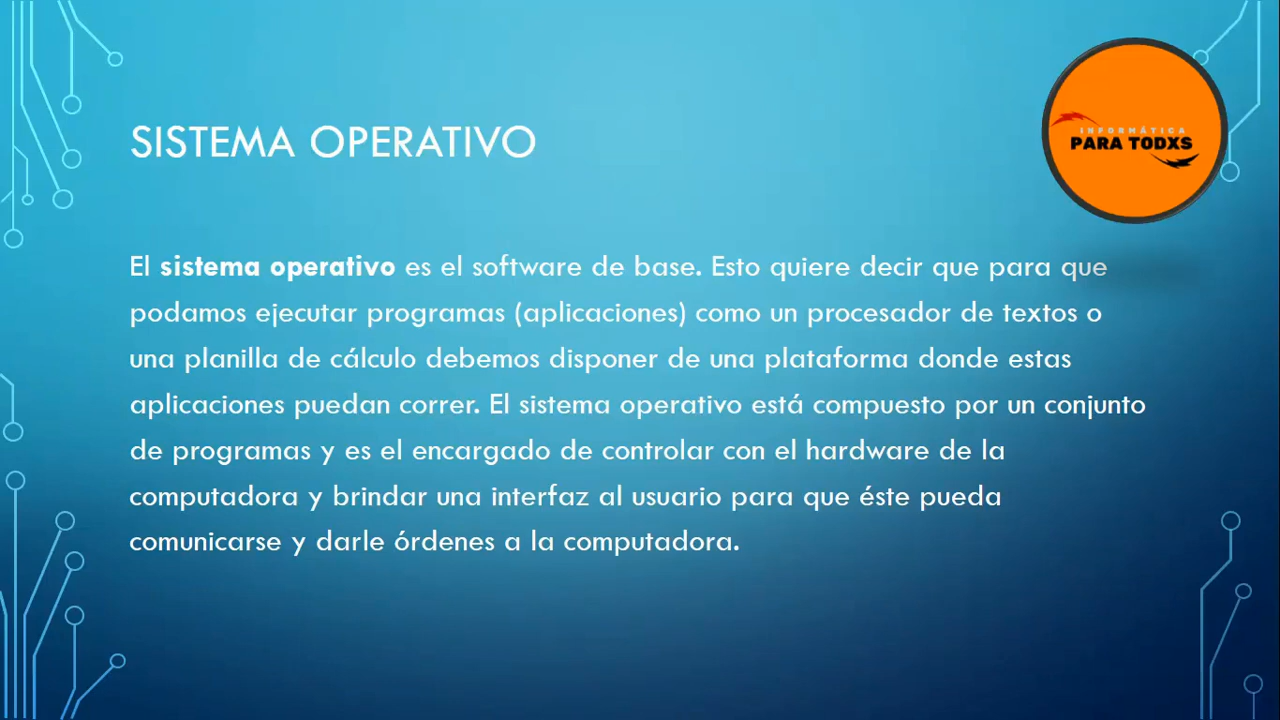 INFORMÁTICA
PARA TODXS
SISTEMA OPERATIVO
El sistema operativo es el software de base. Esto quiere decir que para que
podamos ejecutar programas (aplicaciones) como un procesador de textos o
una planilla de cálculo debemos disponer de una plataforma donde estas
aplicaciones puedan correr. El sistema operativo está compuesto por un conjunto
de programas y es el encargado de controlar con el hardware de la
computadora y brindar una interfaz al usuario para que éste pueda
comunicarse y darle órdenes a la computadora.